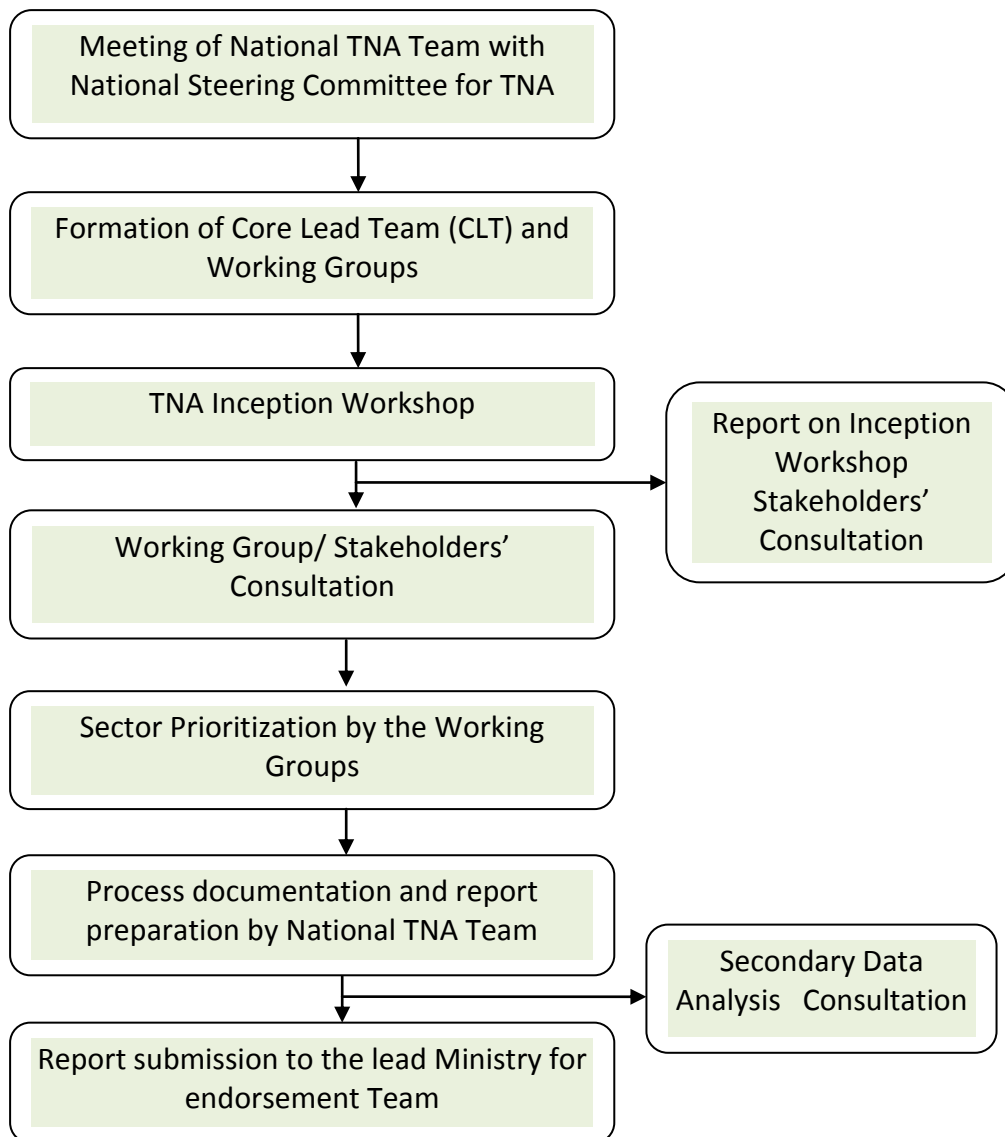 Meeting of National TNA Team with
National Steering Committee for TNA
Formation of Core Lead Team (CLT) and
Working Groups
TNA Inception Workshop
Report on Inception
Workshop
Stakeholders’
Consultation
Working Group/ Stakeholders’
Consultation
Sector Prioritization by the Working
Groups
Process documentation and report
preparation by National TNA Team
Secondary Data
Analysis   Consultation
Report submission to the lead Ministry for
endorsement Team